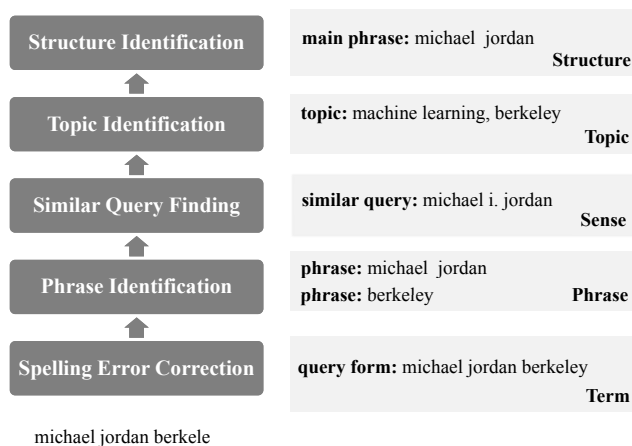 Structure Identification
main phrase: michael jordan
Structure
Topic Identification
topic: machine learning, berkeley
Topic
Similar Query Finding
similar query: michael i. jordan
Sense
Phrase Identification
phrase: michael jordan
phrase: berkeley
Phrase
Spelling Error Correction
query form: michael jordan berkeley
Term
michael jordan berkele